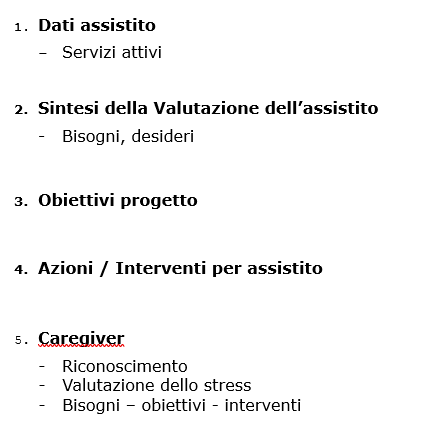 1. Dati assistito
– Servizi attivi
2. Sintesi della Valutazione dell’assistito
- Bisogni, desideri
3. Obiettivi progetto
4. Azioni / Interventi per assistito
5. Caregiver
- Riconoscimento
- Valutazione dello stress
- Bisogni – obiettivi - interventi